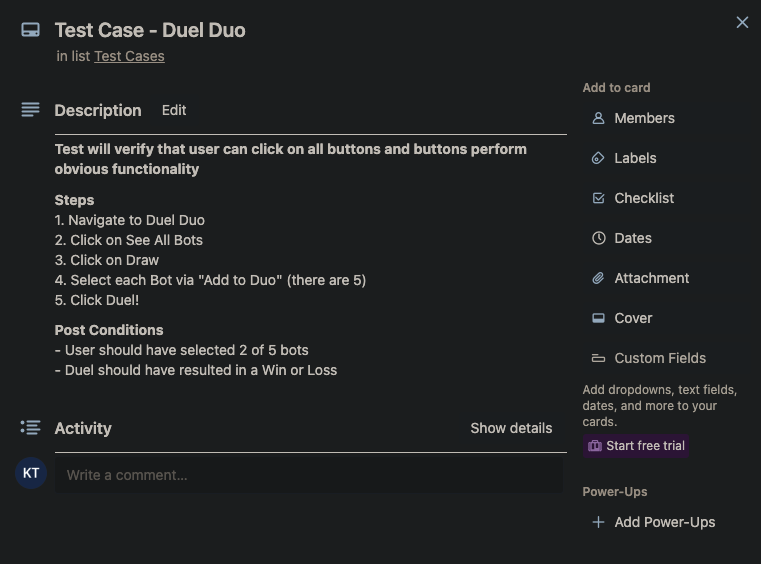 Test Case - Duel Duo
in list Test Cases
Description
Edit
Test will verify that user can click on all buttons and buttons perform
obvious functionality
Steps
1. Navigate to Duel Duo
2. Click on See All Bots
3. Click on Draw
4. Select each Bot via "Add to Duo" (there are 5)
5. Click Duel!
Post Conditions
- User should have selected 2 of 5 bots
- Duel should have resulted in a Win or Loss
Activity
Show details
KT
Write a comment...
Add to card
Members
Labels
Checklist
Dates
Attachment
Cover
Custom Fields
Add dropdowns, text fields,
dates, and more to your
cards.
Start free trial
Power-Ups
Add Power-Ups